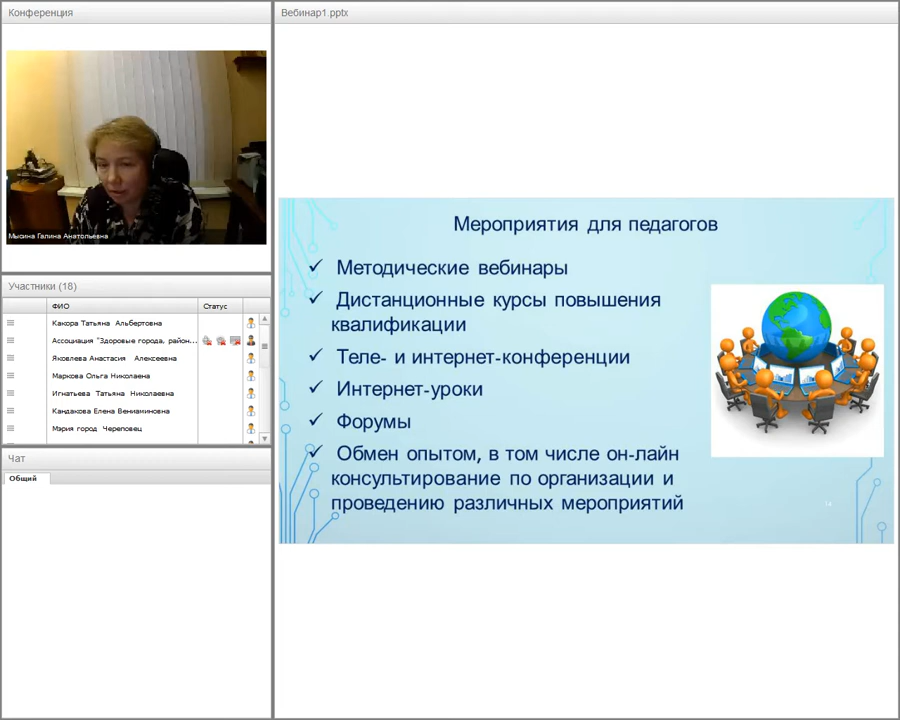 Конференция
Мысина Галина Анатольевна
Участники (18)
ФИО
Статус
Какора Татьяна Альбертовна
Ассоциация "Здоровые города, район...
Яковлева Анастасия Алексеевна
Маркова Ольга Николаевна
Игнатьева Татьяна Николаевна
Кандакова Елена Вениаминовна
Мэрия город Череповец
Чат
Общий
Вебинар1.pptx
Мероприятия для педагогов
✓ Методические вебинары
✓ Дистанционные курсы повышения
квалификации
✓ Теле- и интернет-конференции
✓ Интернет-уроки
✓ Форумы
✓ Обмен опытом, в том числе он-лайн
консультирование по организации и
проведению различных мероприятий